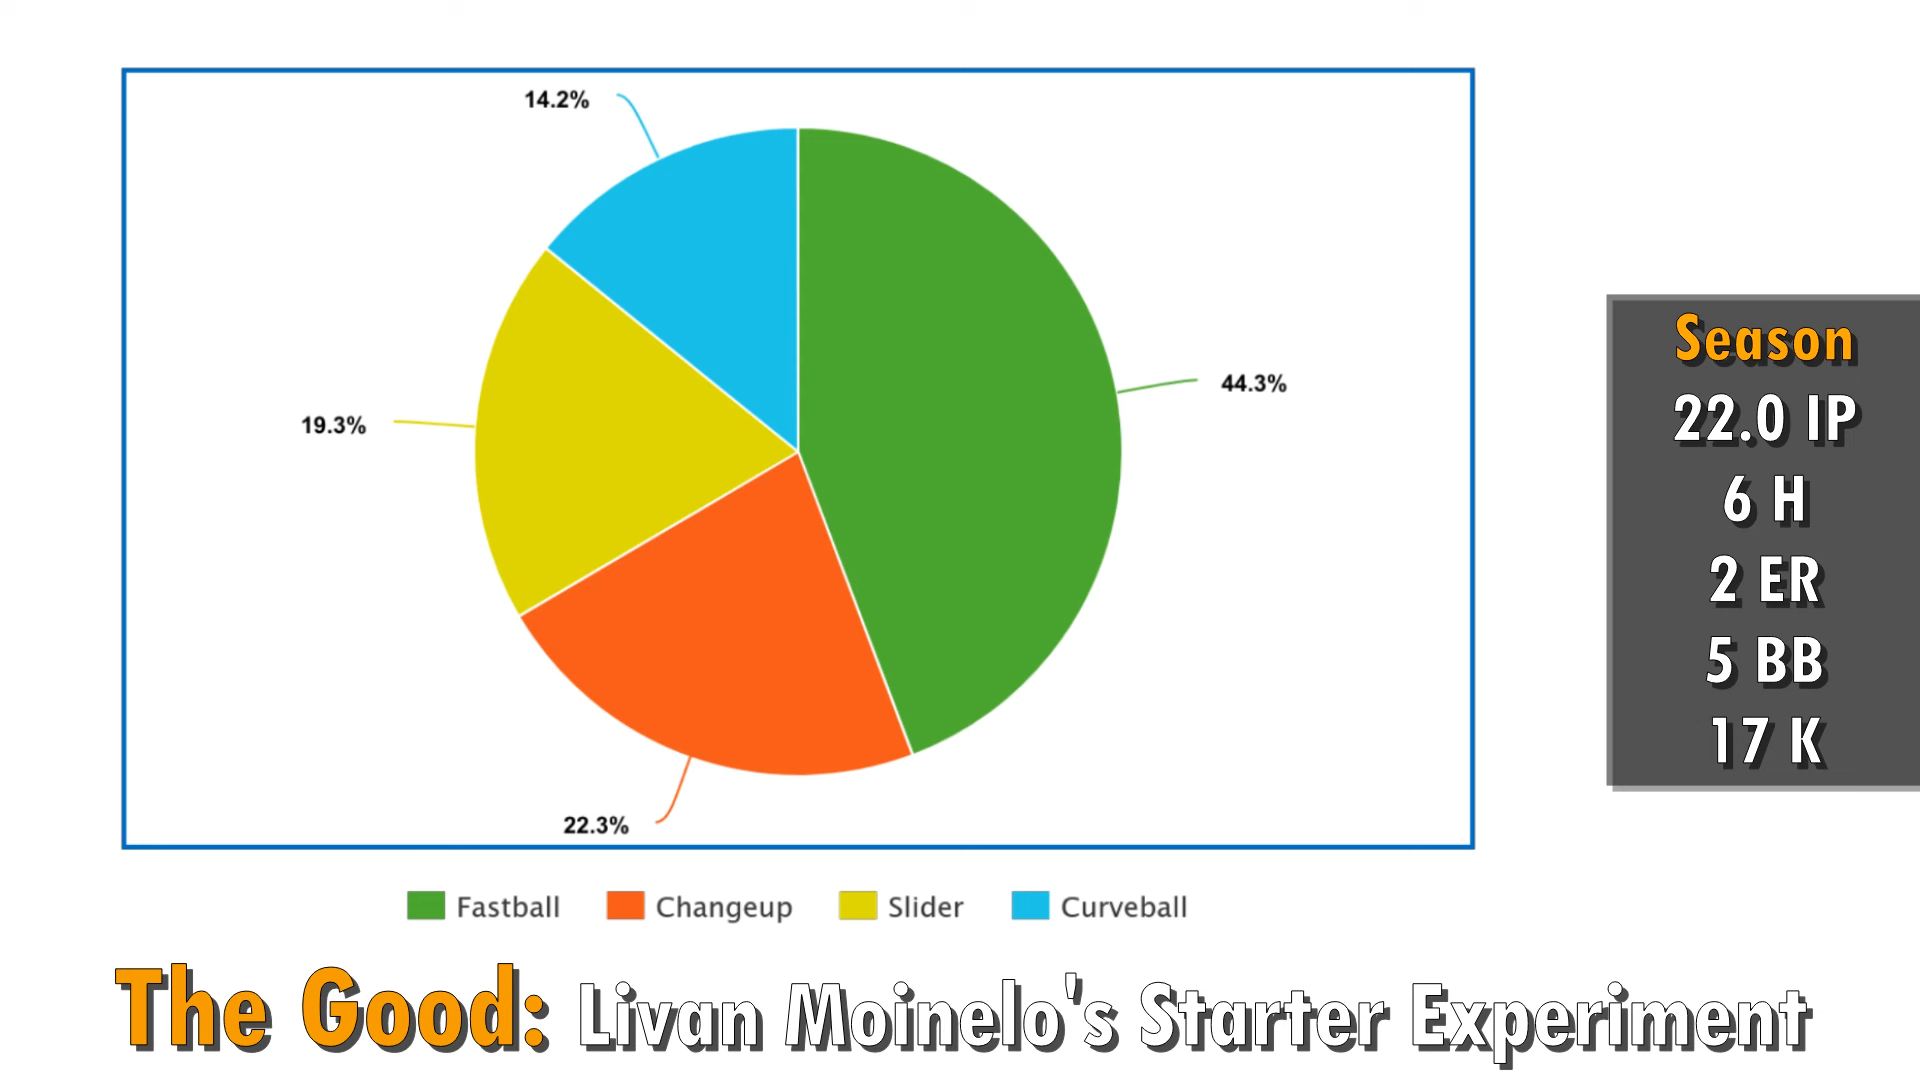 14.2%
44.3%
19.3%
22.3%
Fastball Changeup Slider Curveball
Season
22.0 IP
6 H
2 ER
5 BB
17 K
The Good: Livan Moinelo's Starter Experiment